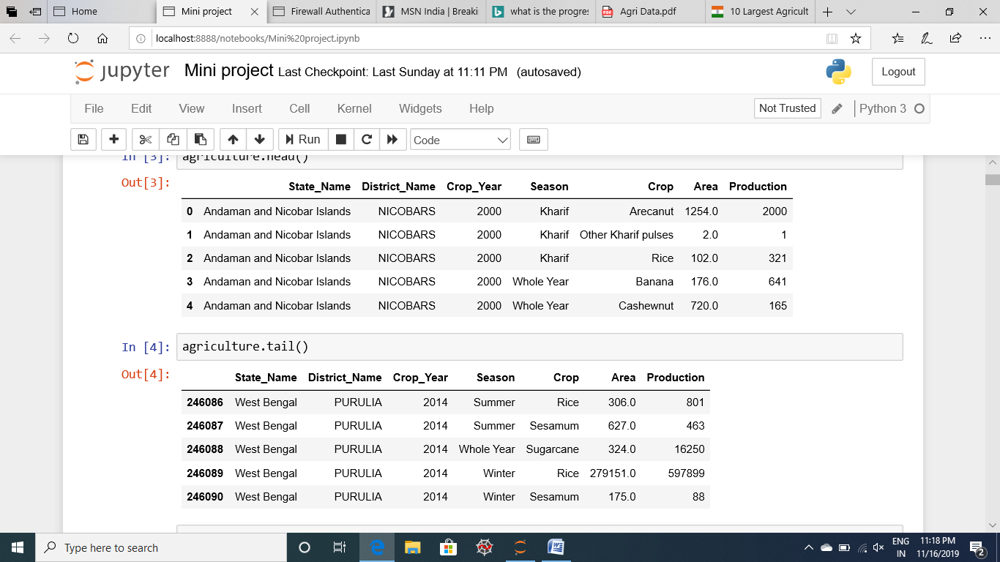 Home
Mini project
Firewall Authentica
MSN India | Breaki
what is the progres
Agri Data.pdf
10 Largest Agricult
localhost:8888/notebooks/Mini%20project.ipynb
jupyter Mini project Last Checkpoint: Last Sunday at 11:11 PM (autosaved)
Logout
File Edit View Insert Cell Kernel Widgets Help Not Trusted Python 3
Run Code
In [3]: agriculture.head()
Out[3]:
State_Name District_Name Crop_Year Season Crop Area Production
0 Andaman and Nicobar Islands NICOBARS 2000 Kharif Arecanut 1254.0 2000
1 Andaman and Nicobar Islands NICOBARS 2000 Kharif Other Kharif pulses 2.0 1
2 Andaman and Nicobar Islands NICOBARS 2000 Kharif Rice 102.0 321
3 Andaman and Nicobar Islands NICOBARS 2000 Whole Year Banana 176.0 641
4 Andaman and Nicobar Islands NICOBARS 2000 Whole Year Cashewnut 720.0 165
In [4]: agriculture.tail()
Out[4]:
State_Name District_Name Crop_Year Season Crop Area Production
246086 West Bengal PURULIA 2014 Summer Rice 306.0 801
246087 West Bengal PURULIA 2014 Summer Sesamum 627.0 463
246088 West Bengal PURULIA 2014 Whole Year Sugarcane 324.0 16250
246089 West Bengal PURULIA 2014 Winter Rice 279151.0 597899
246090 West Bengal PURULIA 2014 Winter Sesamum 175.0 88
Type here to search
ENG
IN
11:18 PM
11/16/2019
2